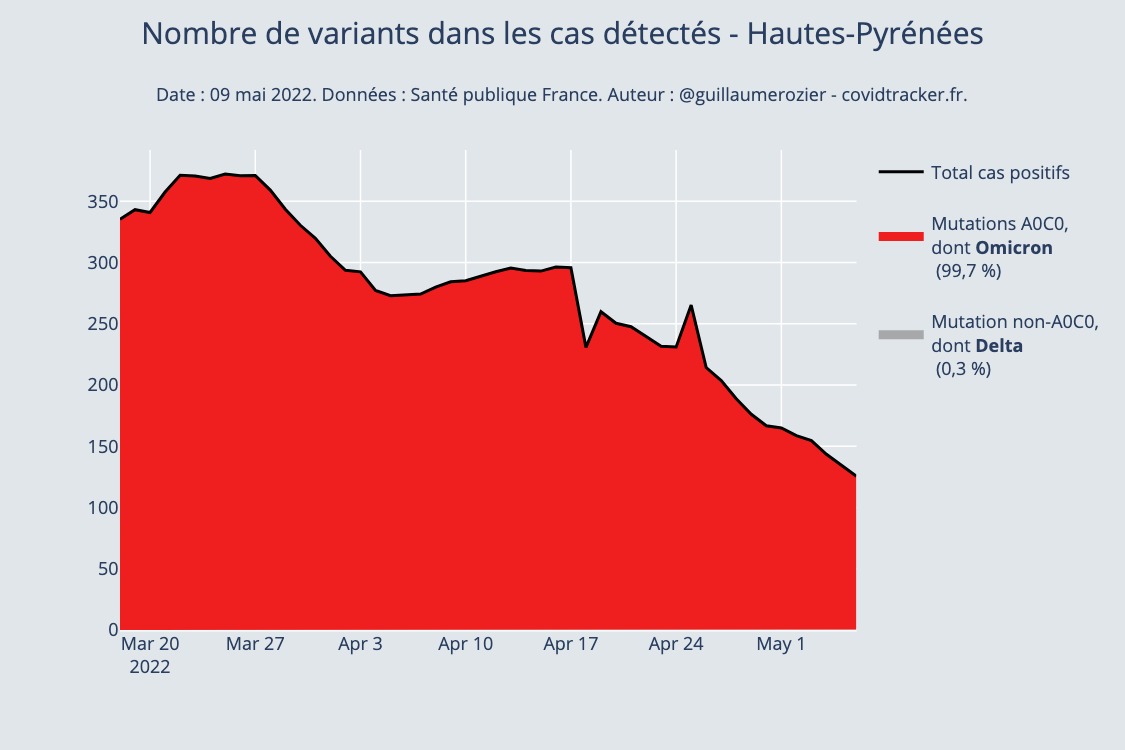 Nombre de variants dans les cas détectés - Hautes-Pyrénées
Date : 09 mai 2022. Données : Santé publique France. Auteur : @guillaumerozier - covidtracker.fr.
Total cas positifs
Mutations A0C0,
dont Omicron
(99,7 %)
Mutation non-A0C0,
dont Delta
(0,3 %)
350
300
250
200
150
100
50
0
Mar 20 Mar 27 Apr 3 Apr 10 Apr 17 Apr 24 May 1
2022